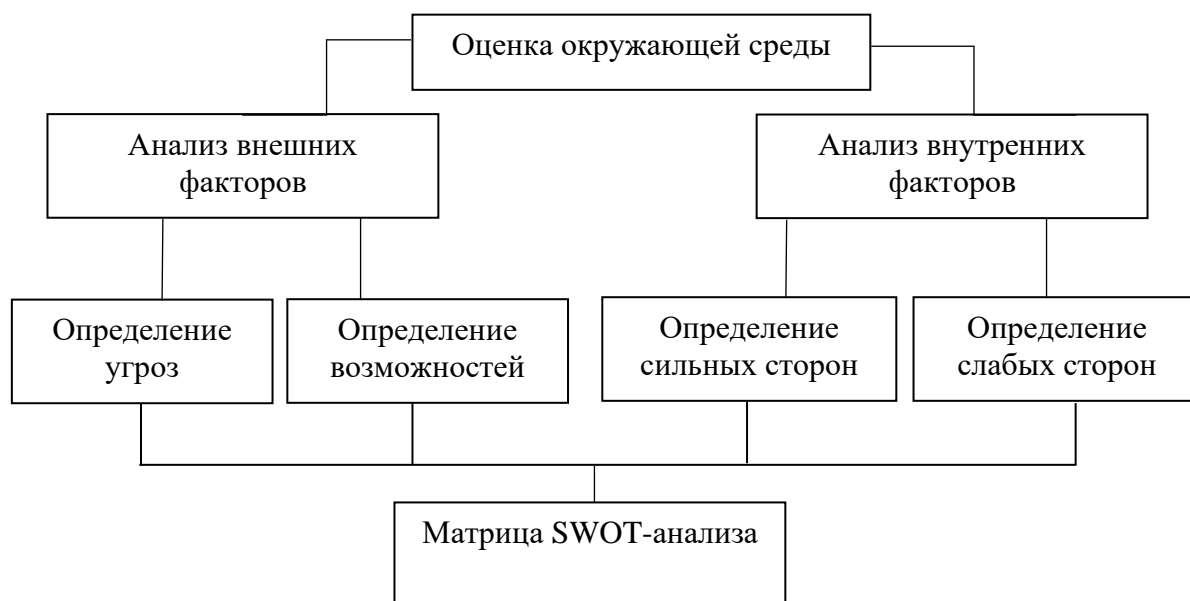 Оценка окружающей среды
Анализ внешних
факторов
Анализ внутренних
факторов
Определение
угроз
Определение
возможностей
Определение
сильных сторон
Определение
слабых сторон
Матрица SWOT-анализа